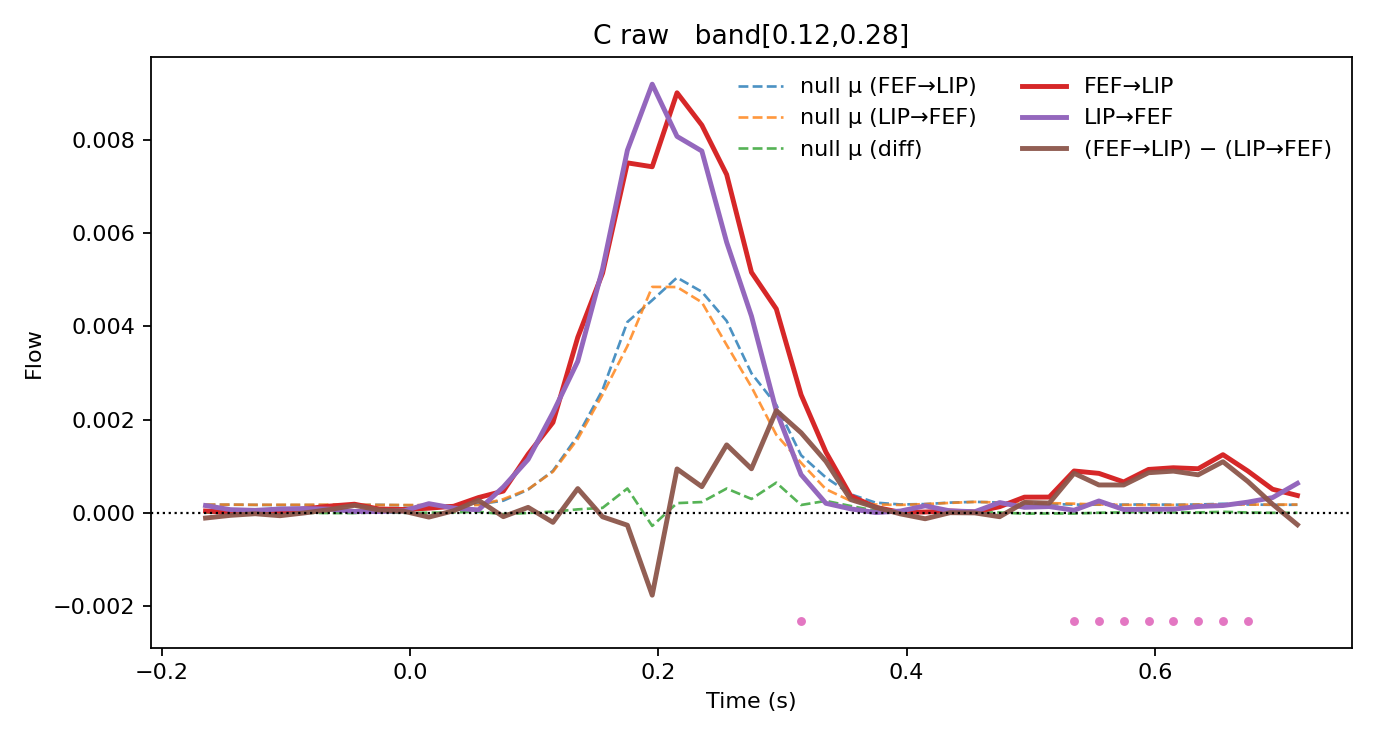 C raw   band[0.12,0.28]
null μ (FEF→LIP)
null μ (LIP→FEF)
null μ (diff)
FEF→LIP
LIP→FEF
(FEF→LIP) − (LIP→FEF)
Flow
0.008
0.006
0.004
0.002
0.000
−0.002
−0.2
0.0
0.2
0.4
0.6
Time (s)